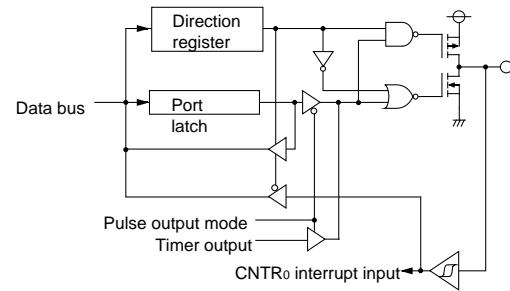 Direction
register
Data bus
Port
latch
Pulse output mode
Timer output
CNTR0 interrupt input